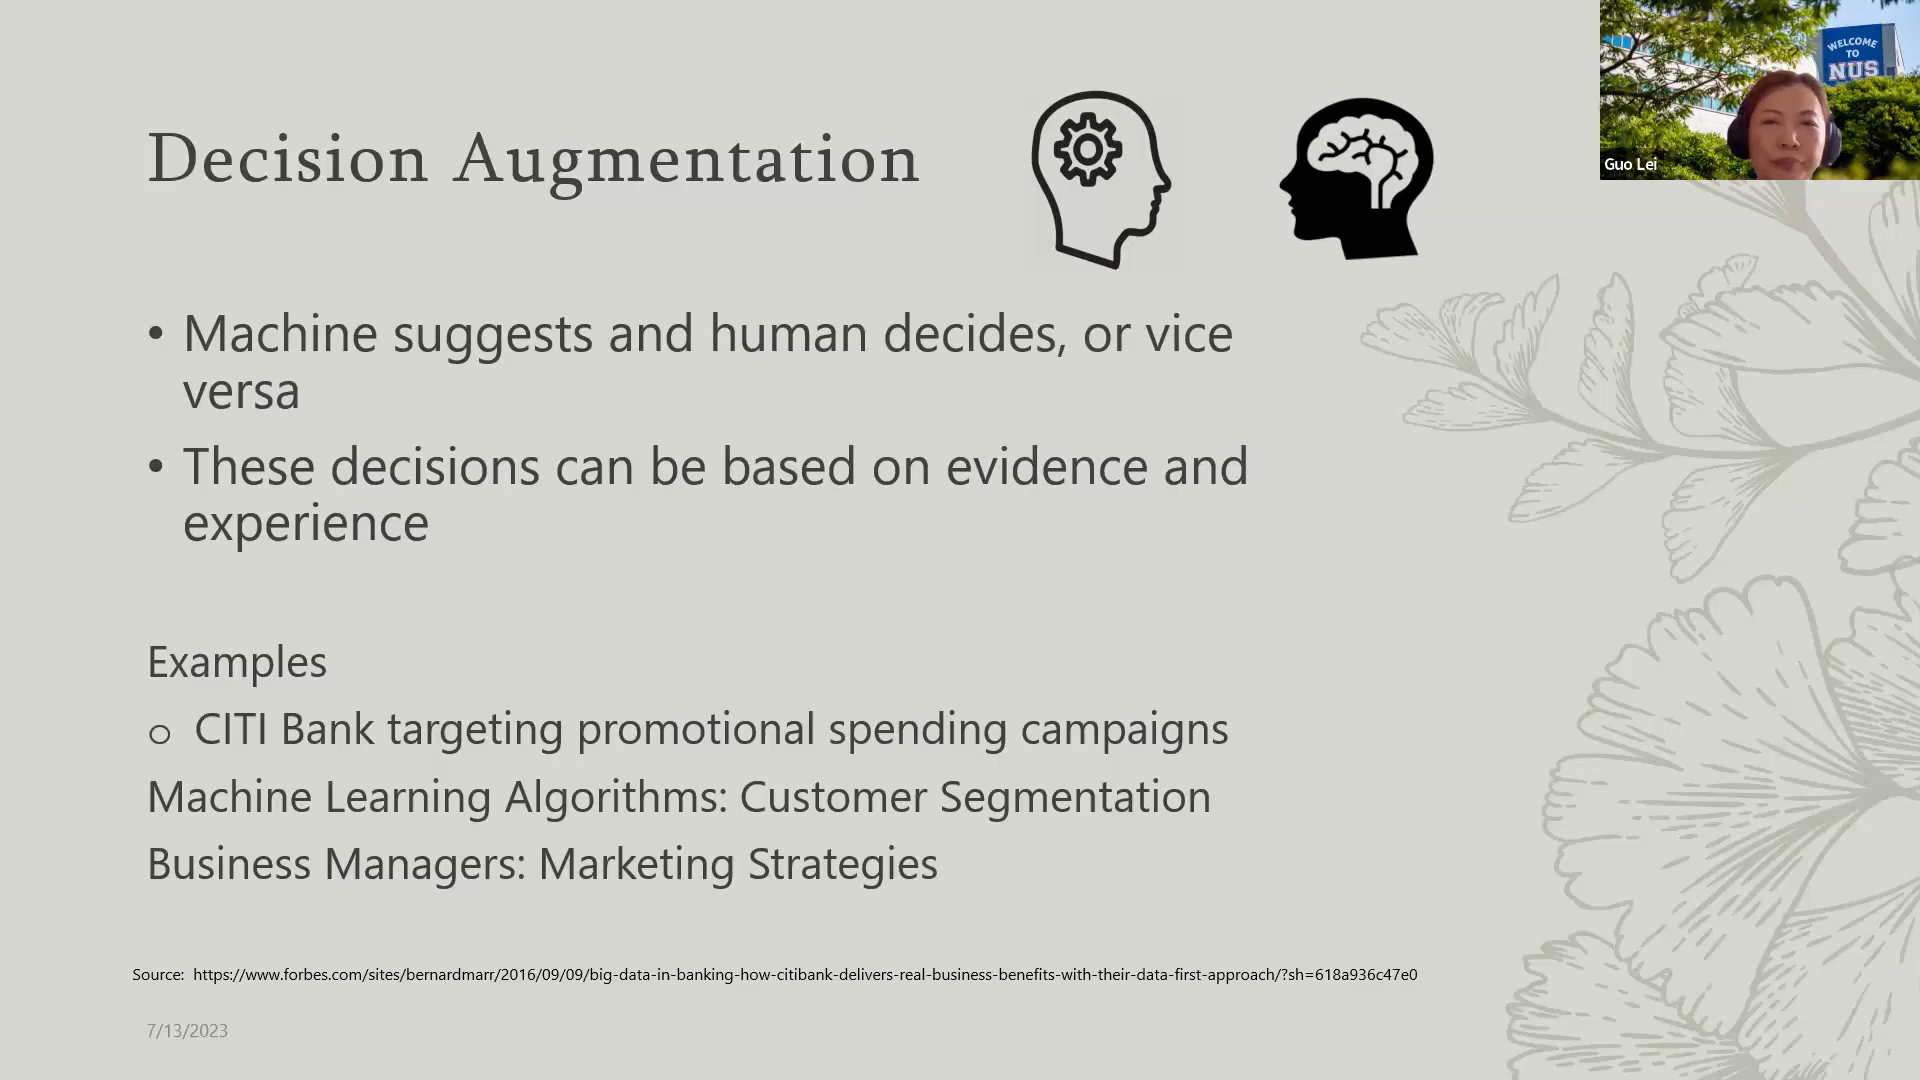 WELCOME
TO
NUS
Guo Lei
Decision Augmentation
• Machine suggests and human decides, or vice
versa
• These decisions can be based on evidence and
experience
Examples
o CITI Bank targeting promotional spending campaigns
Machine Learning Algorithms: Customer Segmentation
Business Managers: Marketing Strategies
Source: https://www.forbes.com/sites/bernardmarr/2016/09/09/big-data-in-banking-how-citibank-delivers-real-business-benefits-with-their-data-first-approach/?sh=618a936c47e0
7/13/2023